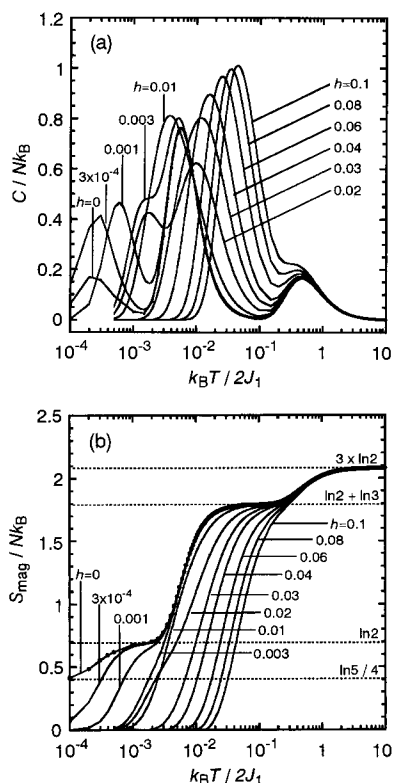 (a)
C / NkB
1.2
1
0.8
0.6
0.4
0.2
0
h=0.01
0.003
0.001
3x10-4
h=0
h=0.1
0.08
0.06
0.04
0.03
0.02
10-4
10-3
10-2
10-1
1
10
kBT / 2J1
(b)
Smag / NkB
2.5
2
1.5
1
0.5
0
3 x ln2
ln2 + ln3
h=0.1
0.08
0.06
0.04
0.03
0.02
0.01
0.003
h=0
3x10-4
0.001
ln2
ln5 / 4
10-4
10-3
10-2
10-1
1
10
kBT / 2J1